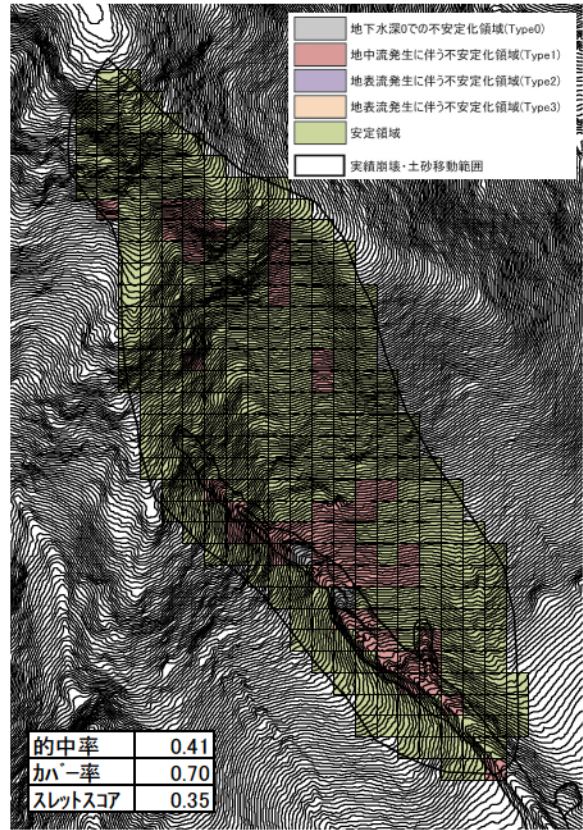 地下水深0での不安定化領域(Type0)
地中流発生に伴う不安定化領域(Type1)
地表流発生に伴う不安定化領域(Type2)
地表流発生に伴う不安定化領域(Type3)
安定領域
実績崩壊・土砂移動範囲
的中率 0.41
カバー率 0.70
スレットスコア 0.35